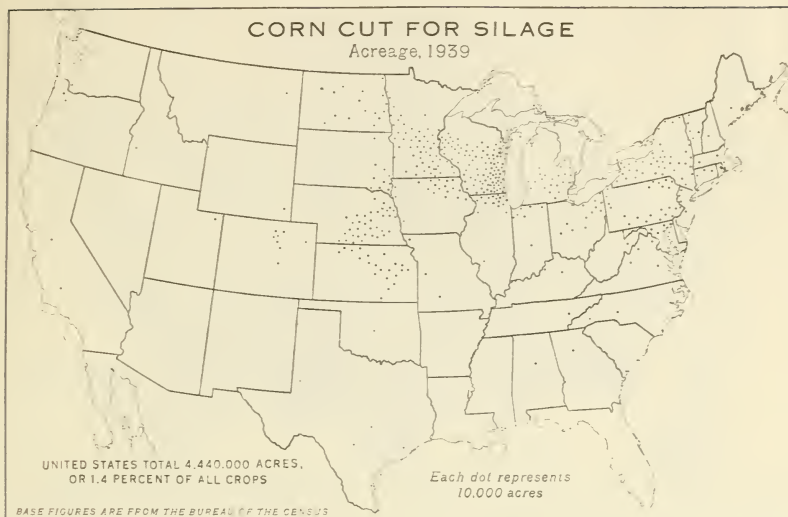 CORN CUT FOR SILAGE
Acreage, 1939
UNITED STATES TOTAL 4,440,000 ACRES,
OR 1.4 PERCENT OF ALL CROPS
Each dot represents
10,000 acres
BASE FIGURES ARE FROM THE BUREAU OF THE CENSUS